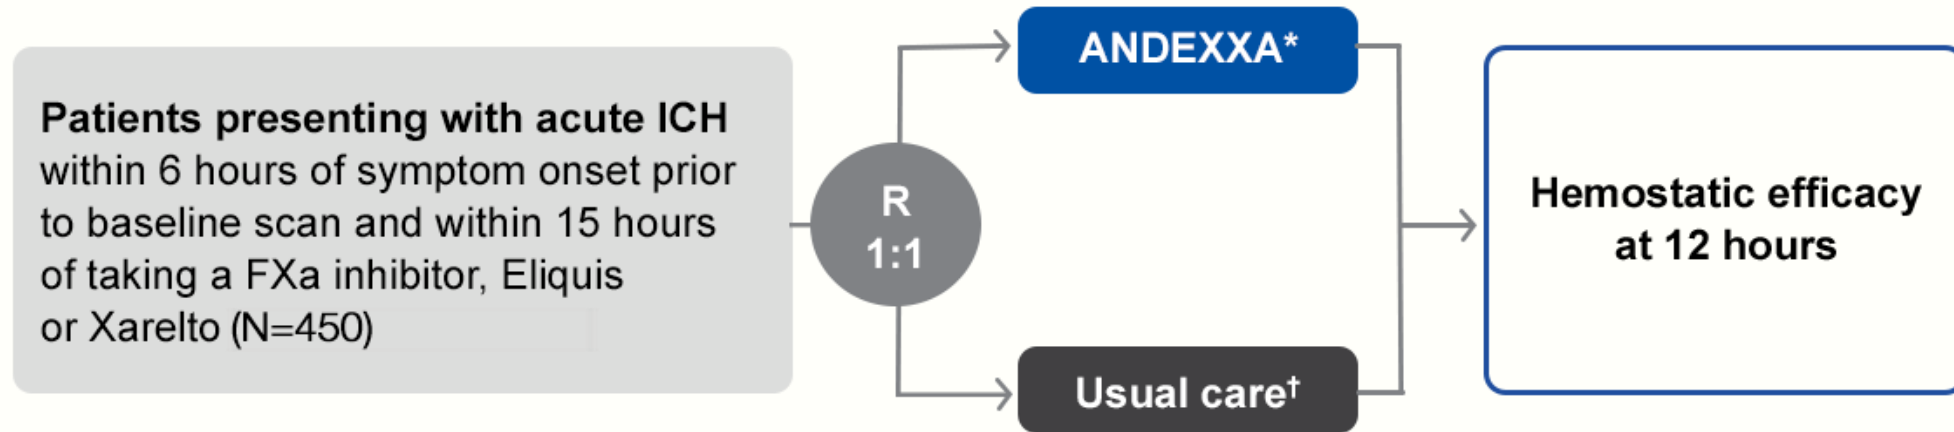 Patients presenting with acute ICH
within 6 hours of symptom onset prior
to baseline scan and within 15 hours
of taking a FXa inhibitor, Eliquis
or Xarelto (N=450)
R
1:1
ANDEXXA*
Usual care†
Hemostatic efficacy
at 12 hours